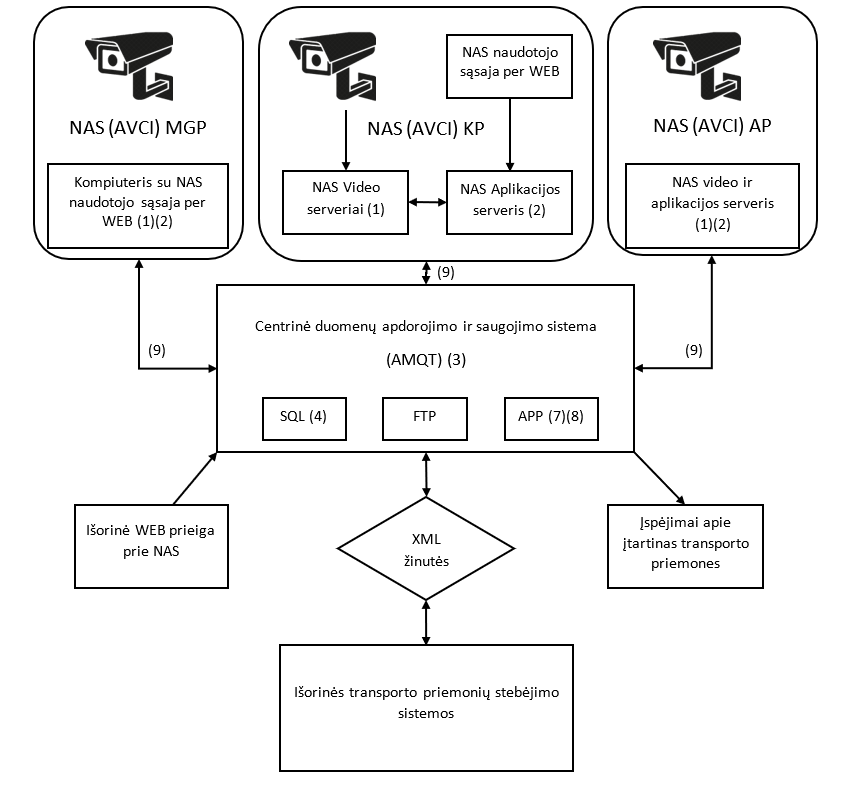 NAS (AVCI) MGP
Kompiuteris su NAS
naudotojo sąsaja per
WEB (1)(2)
NAS naudotojo
sąsaja per WEB
NAS (AVCI) KP
NAS Video
serveriai (1)
NAS Aplikacijos
serveris (2)
NAS (AVCI) AP
NAS video ir
aplikacijos serveris
(1)(2)
(9)
(9)
(9)
Centrinė duomenų apdorojimo ir saugojimo sistema
(AMQT) (3)
SQL (4)
FTP
APP (7)(8)
Išorinė WEB prieiga
prie NAS
XML
žinutės
Įspėjimai apie
įtartinas transporto
priemones
Išorinės transporto priemonių stebėjimo
sistemos